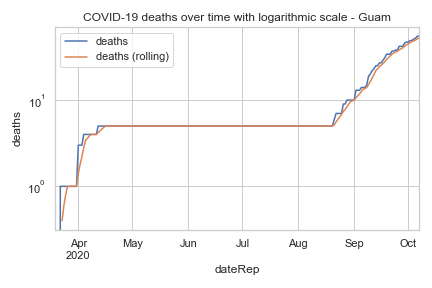 COVID-19 deaths over time with logarithmic scale - Guam
deaths
deaths (rolling)
deaths
10¹
10⁰
Apr May Jun Jul Aug Sep Oct
2020
dateRep